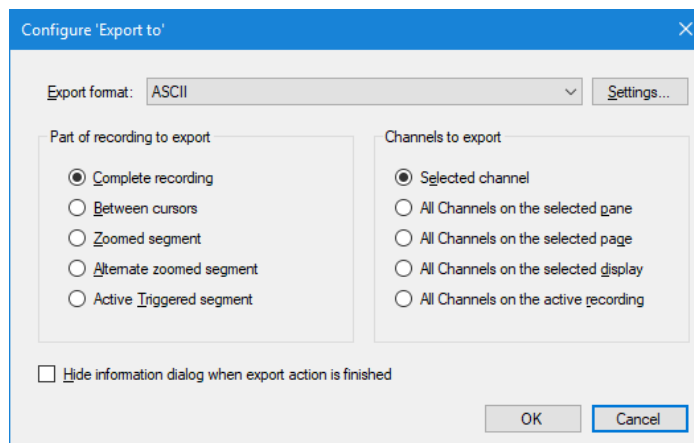 Configure 'Export to'
Export format: ASCII Settings...
Part of recording to export
Complete recording
Between cursors
Zoomed segment
Alternate zoomed segment
Active Triggered segment
Channels to export
Selected channel
All Channels on the selected pane
All Channels on the selected page
All Channels on the selected display
All Channels on the active recording
Hide information dialog when export action is finished
OK Cancel